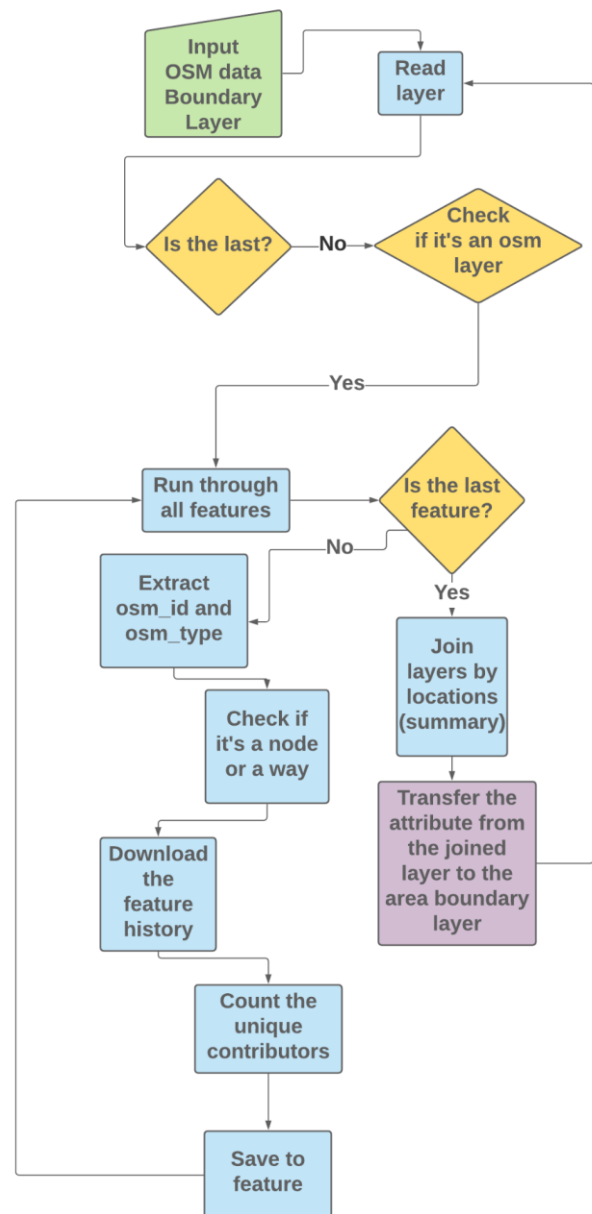 Input
OSM data
Boundary
Layer
Read
layer
Is the last?
No
Check
if it's an osm
layer
Yes
Run through
all features
Is the last
feature?
No
Yes
Extract
osm_id and
osm_type
Join
layers by
locations
(summary)
Check if
it's a node
or a way
Transfer the
attribute from
the joined
layer to the
area boundary
layer
Download
the
feature
history
Count the
unique
contributors
Save to
feature